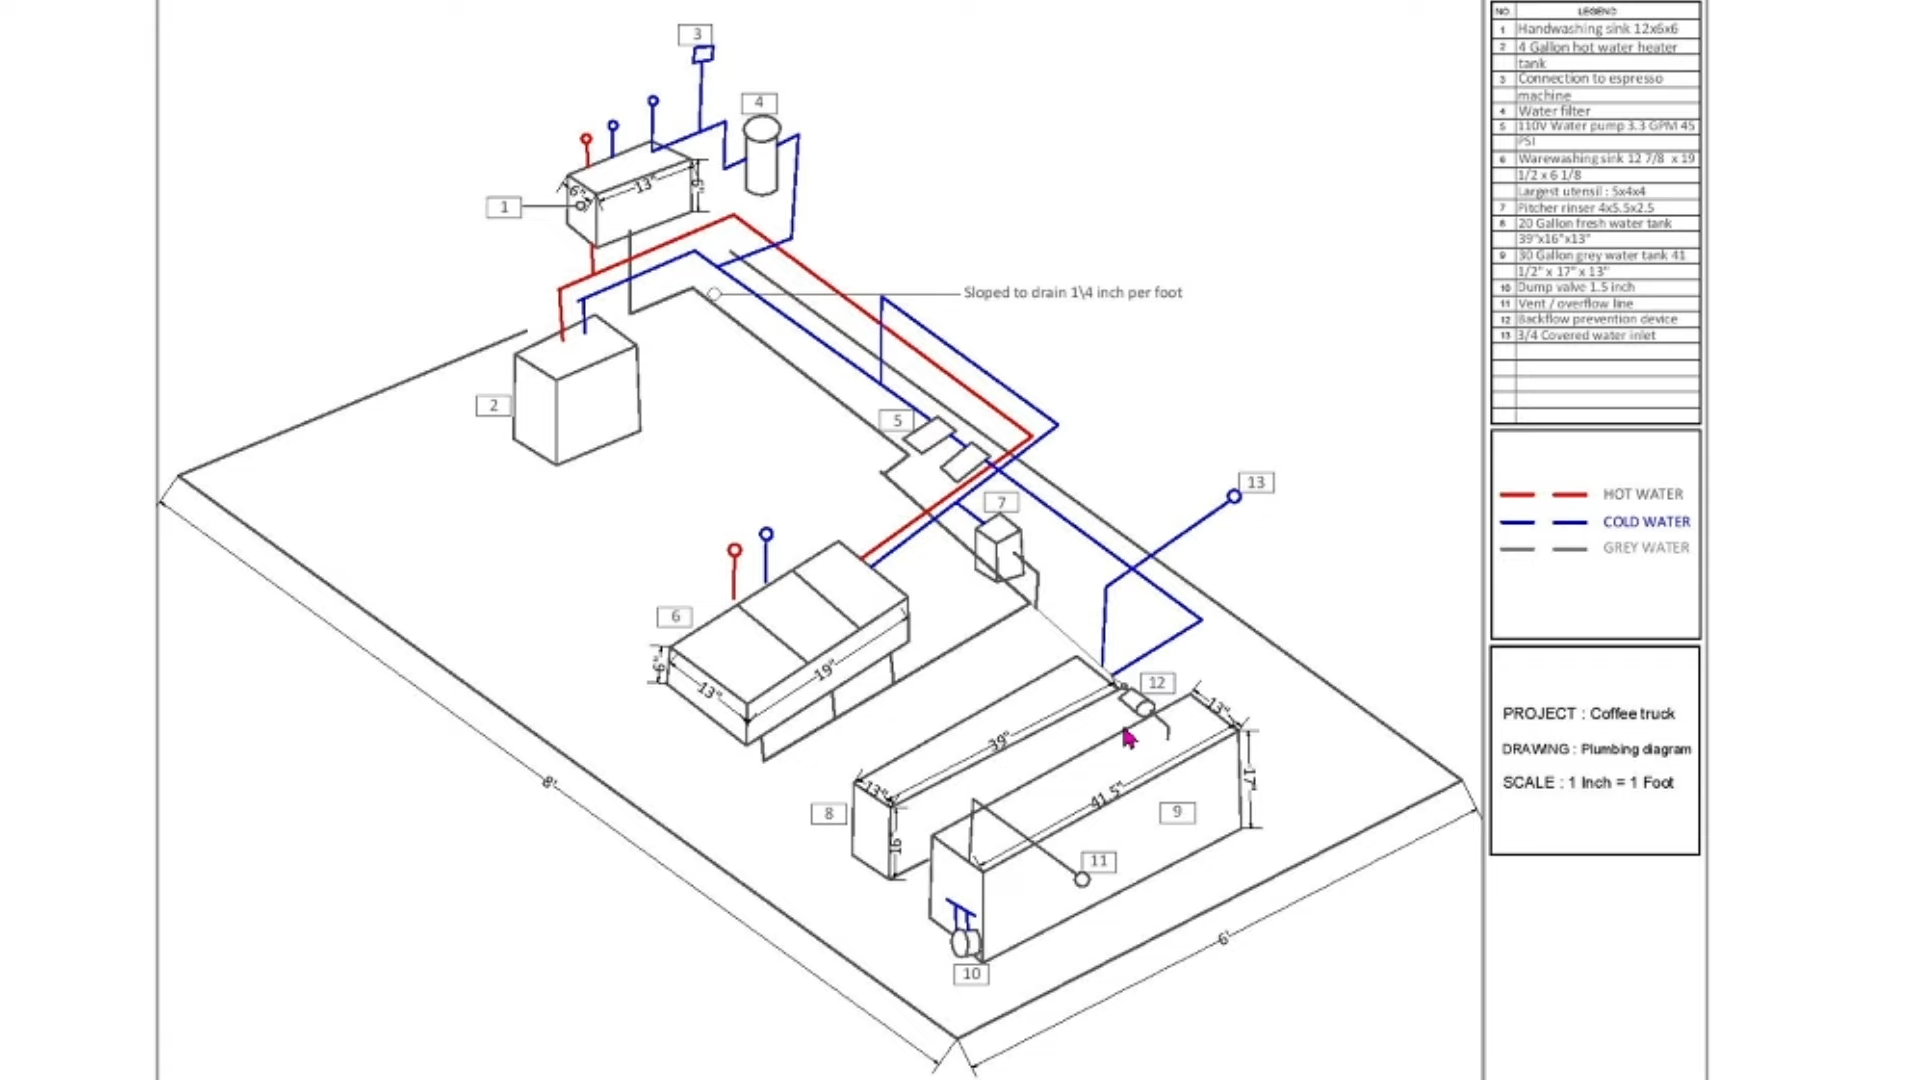 3
4
6"
13"
6"
1
Sloped to drain 1\4 inch per foot
2
5
7
13
6
6"
13"
19"
12
13"
39"
13"
41.5"
17"
8'
8
16"
9
11
6'
10
NO LEGEND
1 Handwashing sink 12x6x6
2 4 Gallon hot water heater
tank
3 Connection to espresso
machine
4 Water filter
5 110V Water pump 3.3 GPM 45
PSI
6 Warewashing sink 12 7/8 x 19
1/2 x 6 1/8
Largest utensil : 5x4x4
7 Pitcher rinser 4x5.5x2.5
8 20 Gallon fresh water tank
39"x16"x13"
9 30 Gallon grey water tank 41
1/2" x 17" x 13"
10 Dump valve 1.5 inch
11 Vent / overflow line
12 Backflow prevention device
13 3/4 Covered water inlet
HOT WATER
COLD WATER
GREY WATER
PROJECT : Coffee truck
DRAWING : Plumbing diagram
SCALE : 1 Inch = 1 Foot